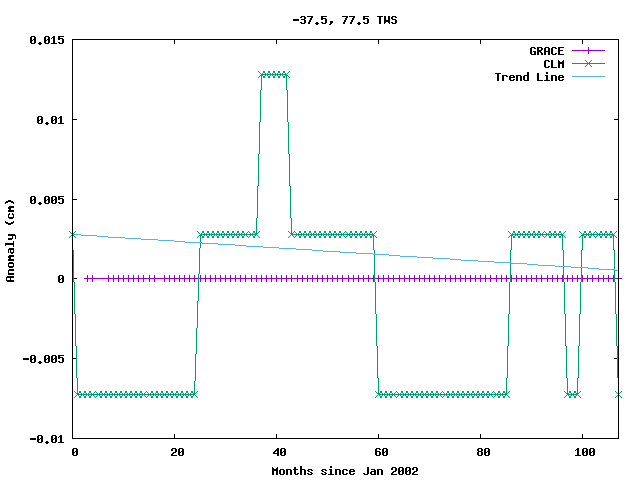 -37.5, 77.5 TWS
0.015
0.01
0.005
0
-0.005
-0.01
Anomaly (cm)
GRACE
CLM
Trend Line
0 20 40 60 80 100
Months since Jan 2002